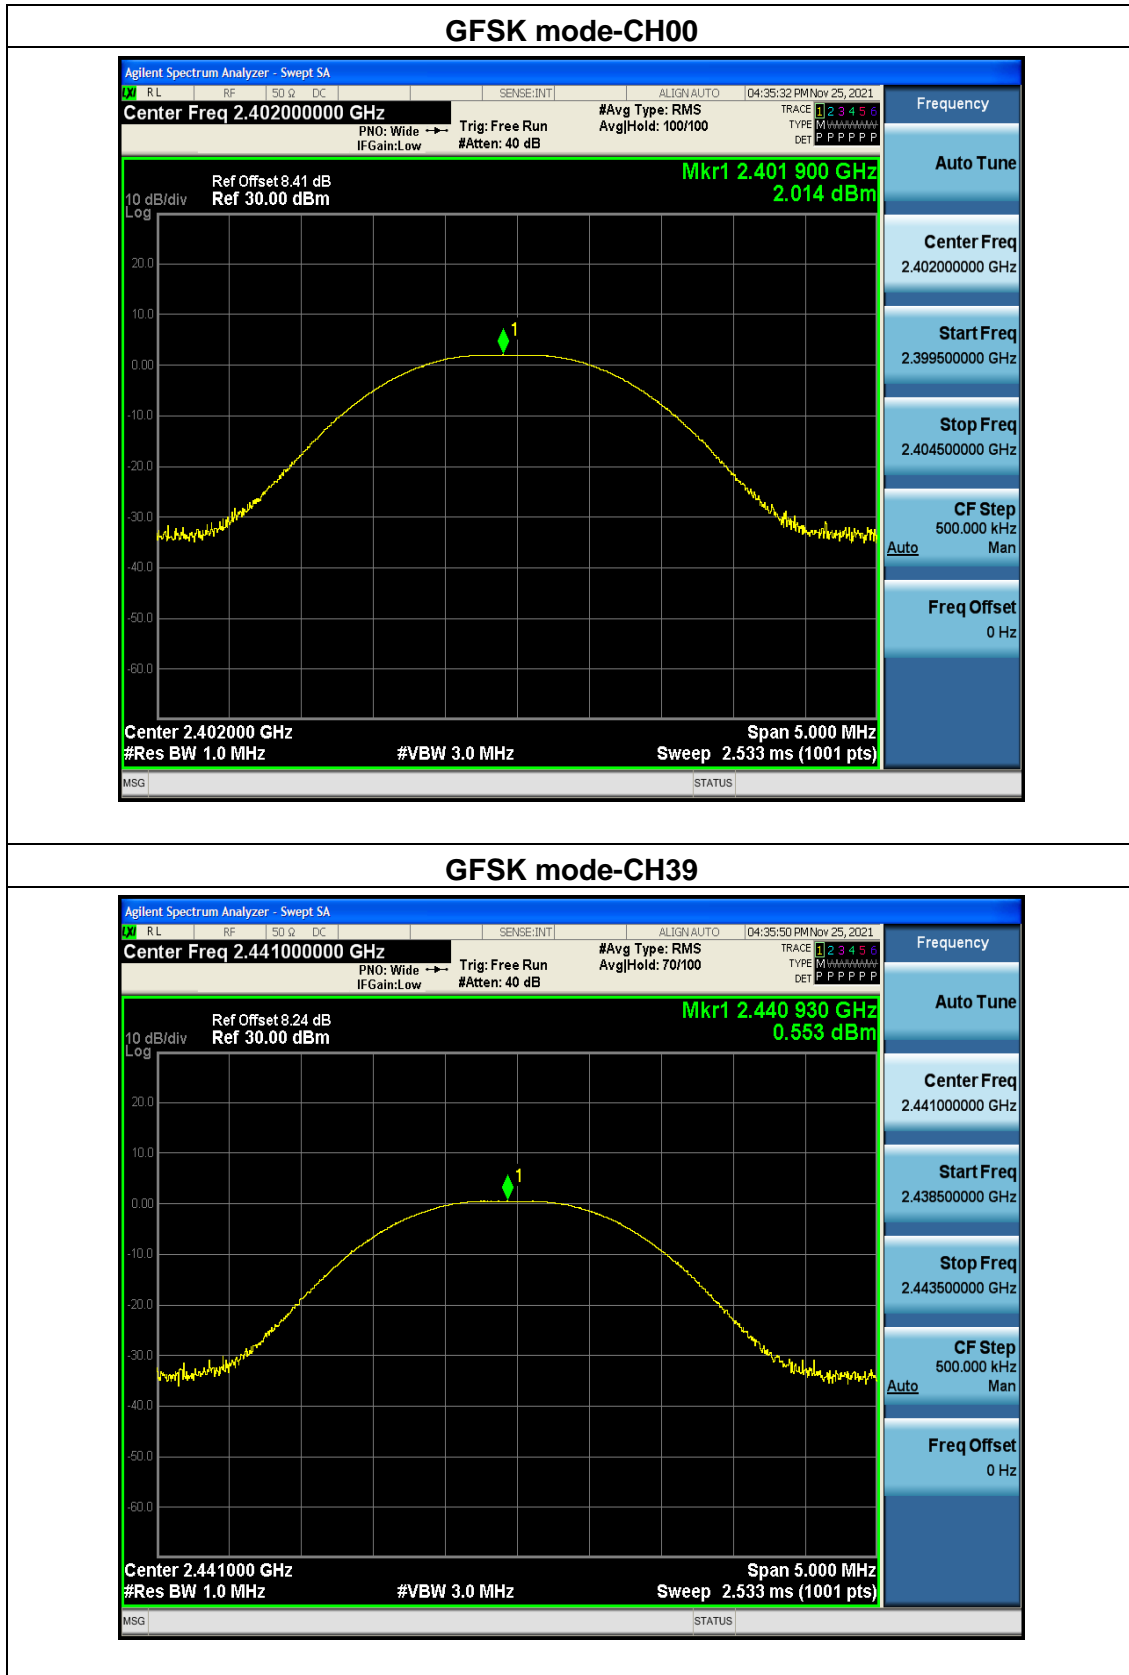 GFSK mode-CH00
Agilent Spectrum Analyzer - Swept SA
LXI RL RF 50 Ω DC SENSE:INT ALIGN AUTO 04:35:32 PM Nov 25, 2021
Center Freq 2.402000000 GHz #Avg Type: RMS TRACE 1 2 3 4 5 6
PNO: Wide Trig: Free Run Avg|Hold: 100/100 TYPE M
IFGain:Low #Atten: 40 dB DET P P P P P P
Mkr1 2.401 900 GHz
2.014 dBm
Ref Offset 8.41 dB
10 dB/div Ref 30.00 dBm
Log
20.0
10.0
1
0.00
-10.0
-20.0
-30.0
-40.0
-50.0
-60.0
Center 2.402000 GHz Span 5.000 MHz
#Res BW 1.0 MHz #VBW 3.0 MHz Sweep 2.533 ms (1001 pts)
MSG STATUS
Frequency
Auto Tune
Center Freq
2.402000000 GHz
Start Freq
2.399500000 GHz
Stop Freq
2.404500000 GHz
CF Step
500.000 kHz
Auto Man
Freq Offset
0 Hz
GFSK mode-CH39
Agilent Spectrum Analyzer - Swept SA
LXI RL RF 50 Ω DC SENSE:INT ALIGN AUTO 04:35:50 PM Nov 25, 2021
Center Freq 2.441000000 GHz #Avg Type: RMS TRACE 1 2 3 4 5 6
PNO: Wide Trig: Free Run Avg|Hold: 70/100 TYPE M
IFGain:Low #Atten: 40 dB DET P P P P P P
Mkr1 2.440 930 GHz
0.553 dBm
Ref Offset 8.24 dB
10 dB/div Ref 30.00 dBm
Log
20.0
10.0
1
0.00
-10.0
-20.0
-30.0
-40.0
-50.0
-60.0
Center 2.441000 GHz Span 5.000 MHz
#Res BW 1.0 MHz #VBW 3.0 MHz Sweep 2.533 ms (1001 pts)
MSG STATUS
Frequency
Auto Tune
Center Freq
2.441000000 GHz
Start Freq
2.438500000 GHz
Stop Freq
2.443500000 GHz
CF Step
500.000 kHz
Auto Man
Freq Offset
0 Hz